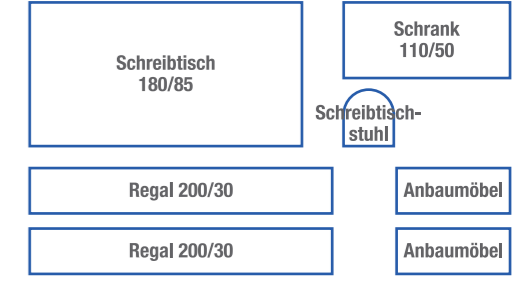 Schreibtisch
180/85
Schrank
110/50
Schreibtisch-
stuhl
Regal 200/30
Anbaumöbel
Regal 200/30
Anbaumöbel